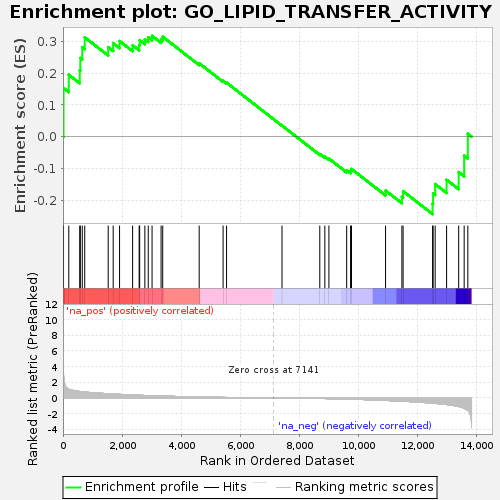 Enrichment plot: GO_LIPID_TRANSFER_ACTIVITY
Enrichment score (ES)
0.3
0.2
0.1
0.0
-0.1
-0.2
'na_pos' (positively correlated)
Ranked list metric (PreRanked)
12
10
8
6
4
2
0
-2
-4
Zero cross at 7141
'na_neg' (negatively correlated)
0
2,000
4,000
6,000
8,000
10,000
12,000
14,000
Rank in Ordered Dataset
Enrichment profile
Hits
Ranking metric scores